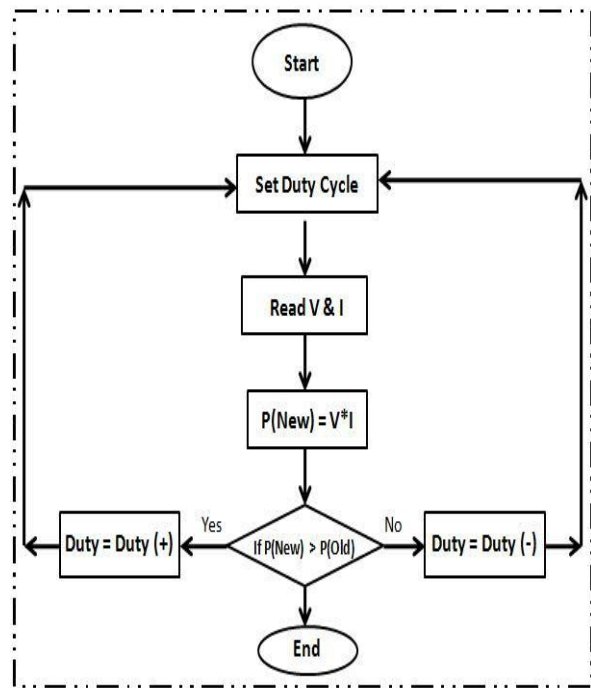 Start
Set Duty Cycle
Read V & I
P(New) = V*I
Yes
If P(New) > P(Old)
No
Duty = Duty (+)
Duty = Duty (-)
End